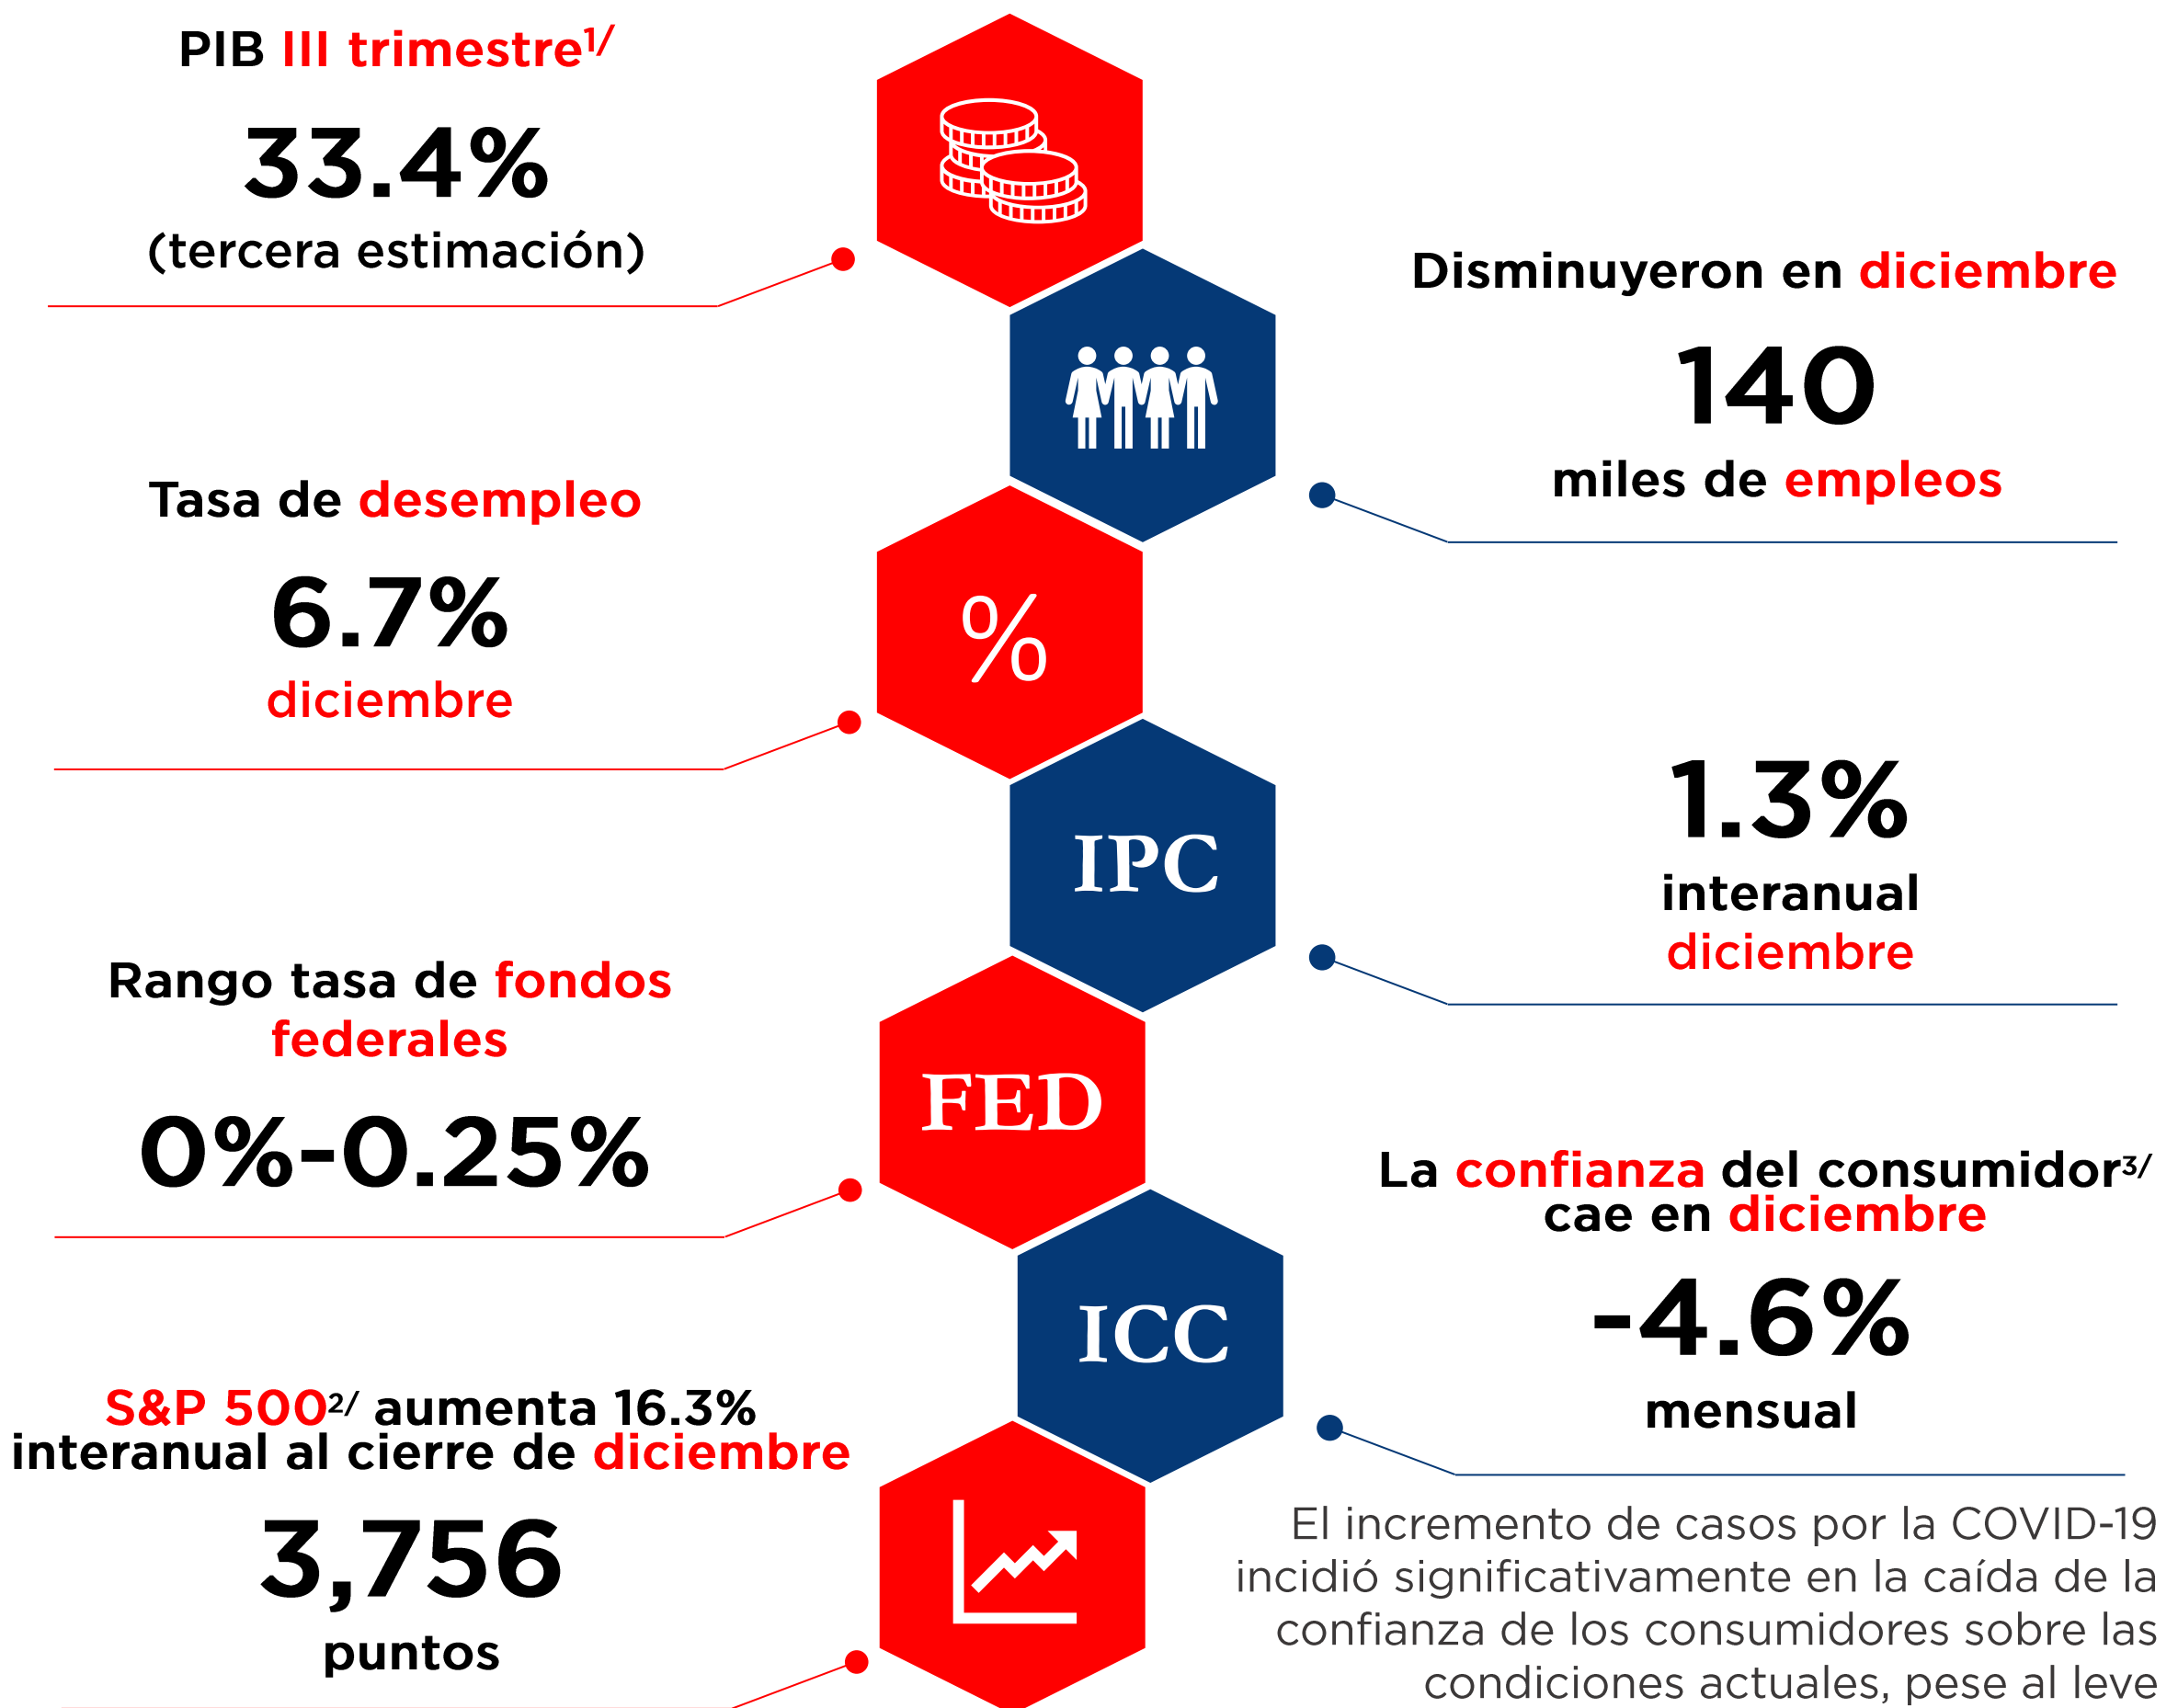 PIB III trimestre1/
33.4%
(tercera estimación)
Disminuyeron en diciembre
140
miles de empleos
Tasa de desempleo
6.7%
diciembre
%
IPC
1.3%
interanual
diciembre
Rango tasa de fondos
federales
0%-0.25%
FED
La confianza del consumidor3/
cae en diciembre
-4.6%
mensual
ICC
S&P 5002/ aumenta 16.3%
interanual al cierre de diciembre
3,756
puntos
El incremento de casos por la COVID-19
incidió significativamente en la caída de la
confianza de los consumidores sobre las
condiciones actuales, pese al leve